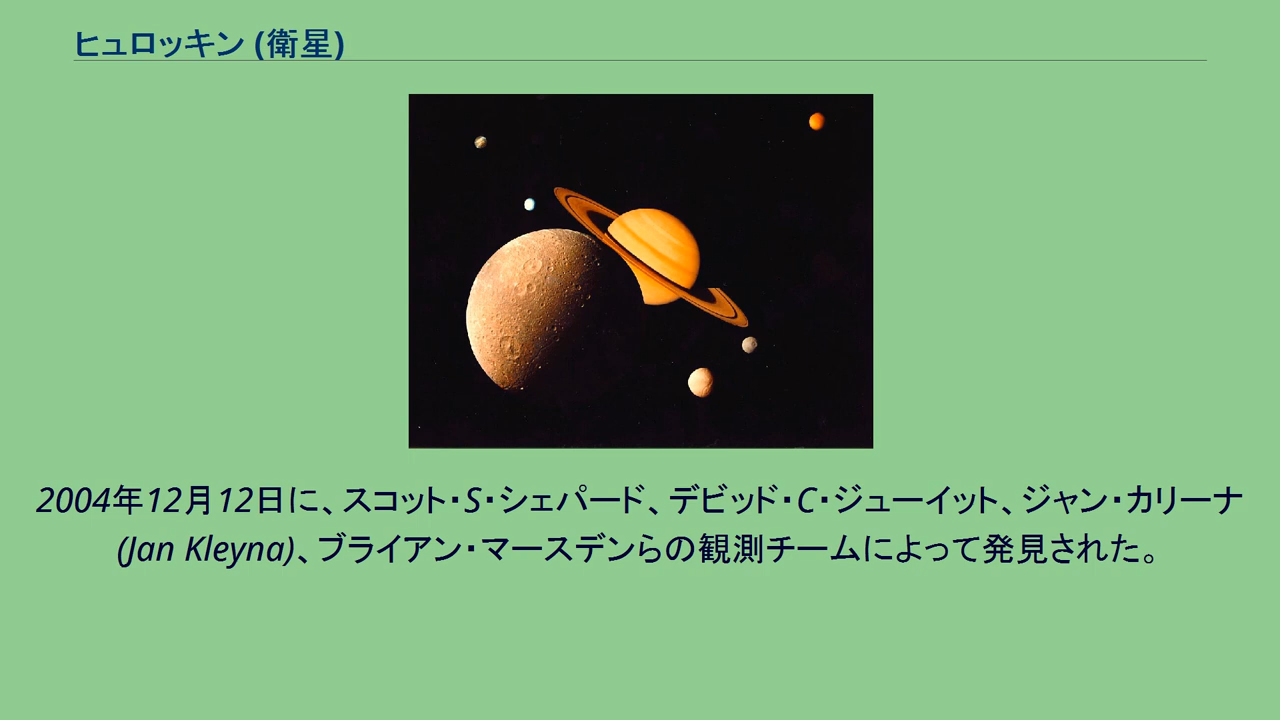 ヒュロッキン (衛星)
2004年12月12日に、スコット・S・シェパード、デビッド・C・ジューイット、ジャン・カリーナ
(Jan Kleyna)、ブライアン・マースデンらの観測チームによって発見された。